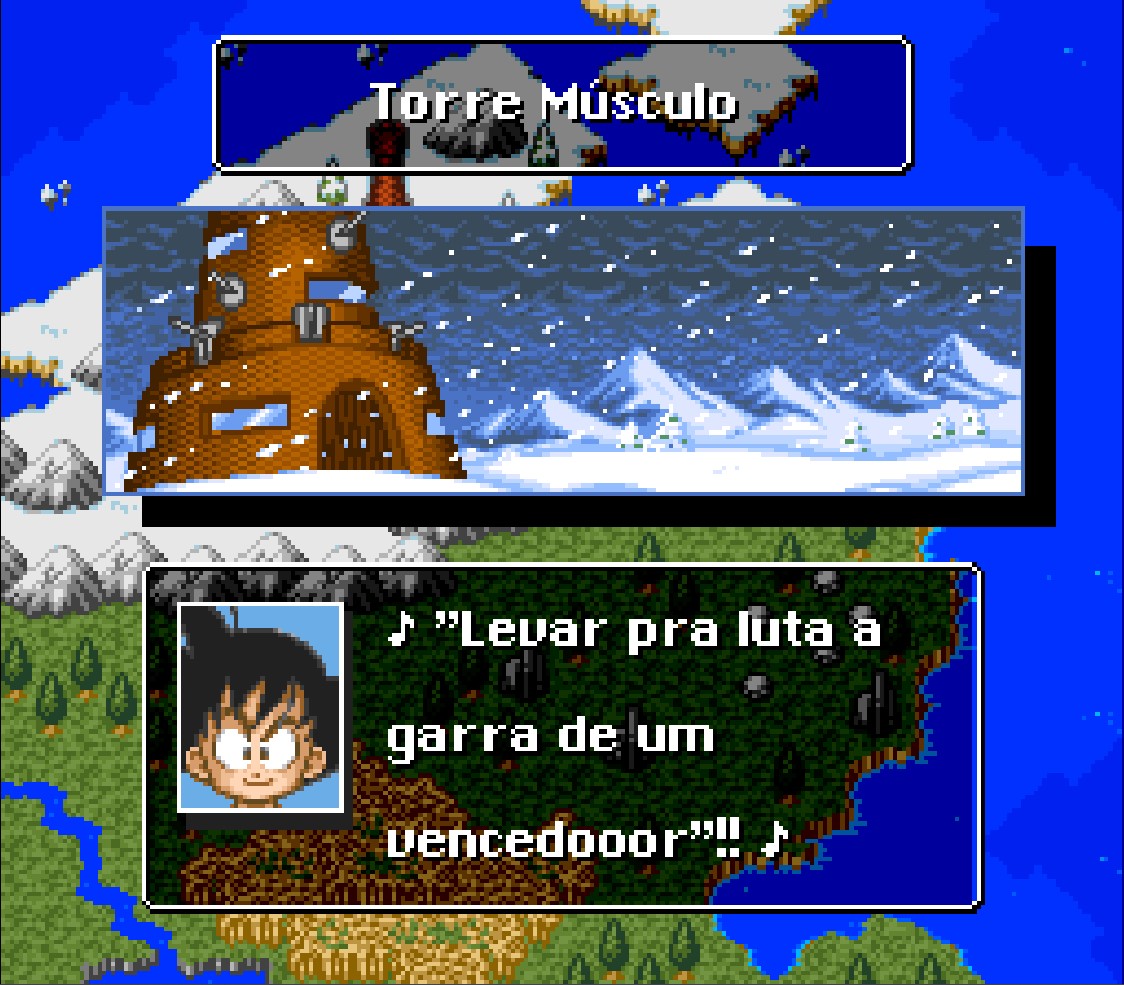 Torre Músculo
♪ ”Levar pra luta a
garra de um
vencedooor”!! ♪